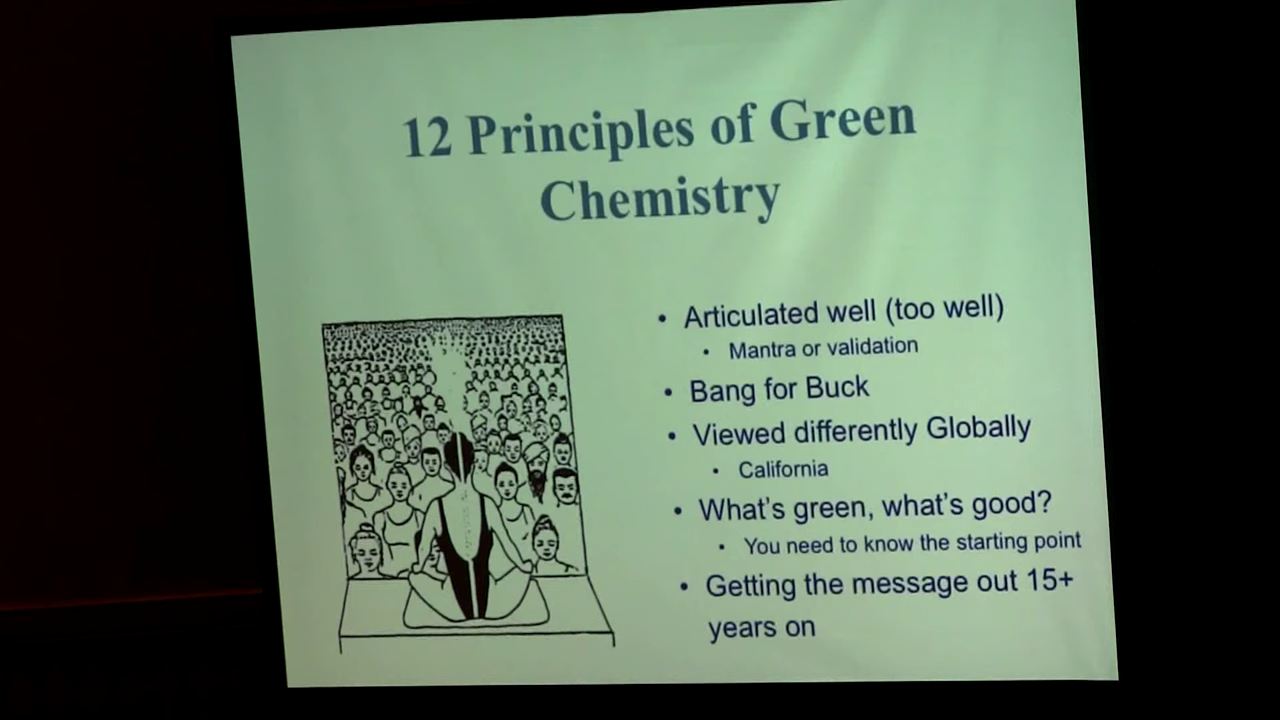 12 Principles of Green
Chemistry
• Articulated well (too well)
• Mantra or validation
• Bang for Buck
• Viewed differently Globally
• California
• What's green, what's good?
• You need to know the starting point
• Getting the message out 15+
years on